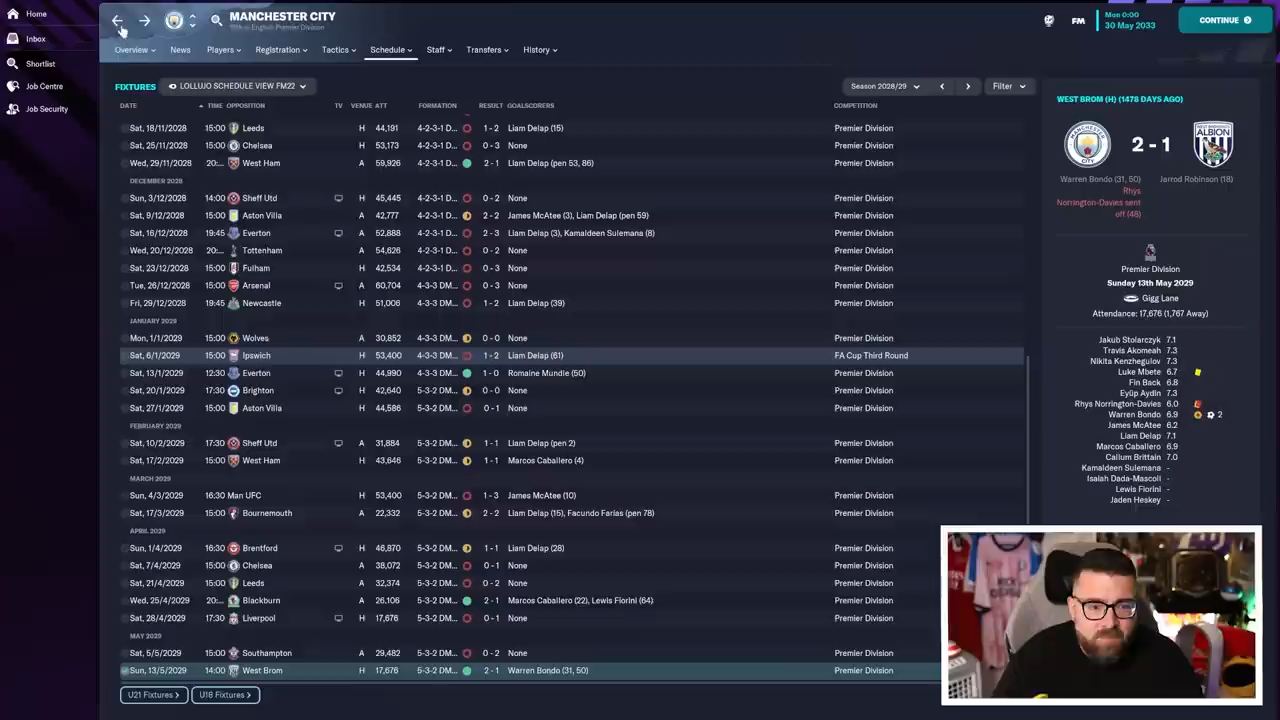 Home
Inbox
Shortlist
Job Centre
Job Security
MANCHESTER CITY
English Premier Division
FM
Mon 0:00
30 May 2033
CONTINUE
Overview News Players Registration Tactics Schedule Staff Transfers History
FIXTURES LOLLUJO SCHEDULE VIEW FM22 Season 2028/29 Filter
DATE TIME OPPOSITION TV VENUE ATT FORMATION RESULT GOALSCORERS COMPETITION
Sat, 18/11/2028 15:00 Leeds H 44,191 4-2-3-1 D... 1 - 2 Liam Delap (15) Premier Division
Sat, 25/11/2028 15:00 Chelsea H 53,173 4-2-3-1 D... 0 - 3 None Premier Division
Wed, 29/11/2028 20:... West Ham A 59,926 4-2-3-1 D... 2 - 1 Liam Delap (pen 53, 86) Premier Division
DECEMBER 2028
Sun, 3/12/2028 14:00 Sheff Utd H 45,445 4-2-3-1 D... 0 - 2 None Premier Division
Sat, 9/12/2028 15:00 Aston Villa A 42,777 4-2-3-1 D... 2 - 2 James McAtee (3), Liam Delap (pen 59) Premier Division
Sat, 16/12/2028 19:45 Everton A 52,888 4-2-3-1 D... 2 - 3 Liam Delap (3), Kamaldeen Sulemana (8) Premier Division
Wed, 20/12/2028 20:... Tottenham A 54,626 4-2-3-1 D... 0 - 2 None Premier Division
Sat, 23/12/2028 15:00 Fulham H 42,534 4-2-3-1 D... 0 - 3 None Premier Division
Tue, 26/12/2028 15:00 Arsenal A 60,704 4-3-3 DM... 0 - 3 None Premier Division
Fri, 29/12/2028 19:45 Newcastle H 51,006 4-3-3 DM... 1 - 2 Liam Delap (39) Premier Division
JANUARY 2029
Mon, 1/1/2029 15:00 Wolves A 30,852 4-3-3 DM... 0 - 0 None Premier Division
Sat, 6/1/2029 15:00 Ipswich H 53,400 4-3-3 DM... 1 - 2 Liam Delap (61) FA Cup Third Round
Sat, 13/1/2029 12:30 Everton H 44,990 4-3-3 DM... 1 - 0 Romaine Mundle (50) Premier Division
Sat, 20/1/2029 17:30 Brighton H 42,640 5-3-2 DM... 0 - 0 None Premier Division
Sat, 27/1/2029 15:00 Aston Villa H 44,586 5-3-2 DM... 0 - 1 None Premier Division
FEBRUARY 2029
Sat, 10/2/2029 17:30 Sheff Utd A 31,884 5-3-2 DM... 1 - 1 Liam Delap (pen 2) Premier Division
Sat, 17/2/2029 15:00 West Ham H 43,646 5-3-2 DM... 1 - 1 Marcos Caballero (4) Premier Division
MARCH 2029
Sun, 4/3/2029 16:30 Man UFC H 53,400 5-3-2 DM... 1 - 3 James McAtee (10) Premier Division
Sat, 17/3/2029 15:00 Bournemouth A 22,332 5-3-2 DM... 2 - 2 Liam Delap (15), Facundo Farías (pen 78) Premier Division
APRIL 2029
Sun, 1/4/2029 16:30 Brentford H 46,870 5-3-2 DM... 1 - 1 Liam Delap (28) Premier Division
Sat, 7/4/2029 15:00 Chelsea A 38,072 5-3-2 DM... 0 - 1 None Premier Division
Sat, 21/4/2029 15:00 Leeds A 32,374 5-3-2 DM... 0 - 2 None Premier Division
Wed, 25/4/2029 20:... Blackburn A 26,106 5-3-2 DM... 2 - 1 Marcos Caballero (22), Lewis Fiorini (64) Premier Division
Sat, 28/4/2029 17:30 Liverpool H 17,676 5-3-2 DM... 0 - 1 None Premier Division
MAY 2029
Sat, 5/5/2029 15:00 Southampton A 29,482 5-3-2 DM... 0 - 2 None Premier Division
Sun, 13/5/2029 14:00 West Brom H 17,676 5-3-2 DM... 2 - 1 Warren Bondo (31, 50) Premier Division
U21 Fixtures U18 Fixtures
WEST BROM (H) (1478 DAYS AGO)
2 - 1
Warren Bondo (31, 50) Jarrod Robinson (18)
Rhys
Norrington-Davies sent
off (48)
Premier Division
Sunday 13th May 2029
Gigg Lane
Attendance: 17,676 (1,767 Away)
Jakub Stolarczyk 7.1
Travis Akomeah 7.3
Nikita Kenzhegulov 7.3
Luke Mbete 6.7
Fin Back 6.8
Eyüp Aydin 7.3
Rhys Norrington-Davies 6.0
Warren Bondo 6.9 2
James McAtee 6.2
Liam Delap 7.1
Marcos Caballero 6.9
Callum Brittain 7.0
Kamaldeen Sulemana -
Isaiah Dada-Mascoll -
Lewis Fiorini -
Jaden Heskey -